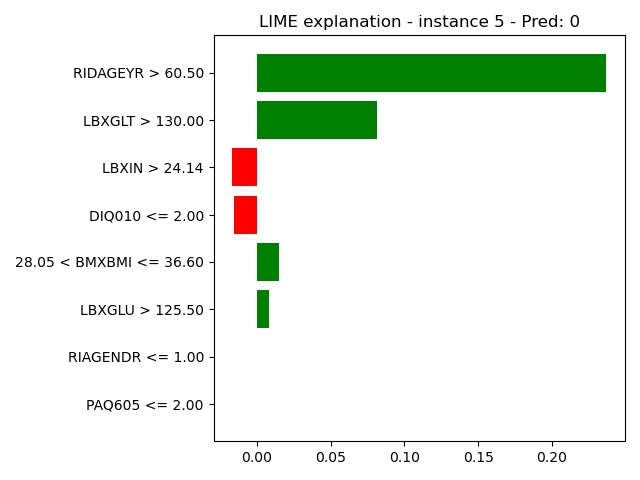 LIME explanation - instance 5 - Pred: 0
RIDAGEYR > 60.50
LBXGLT > 130.00
LBXIN > 24.14
DIQ010 <= 2.00
28.05 < BMXBMI <= 36.60
LBXGLU > 125.50
RIAGENDR <= 1.00
PAQ605 <= 2.00
0.00 0.05 0.10 0.15 0.20